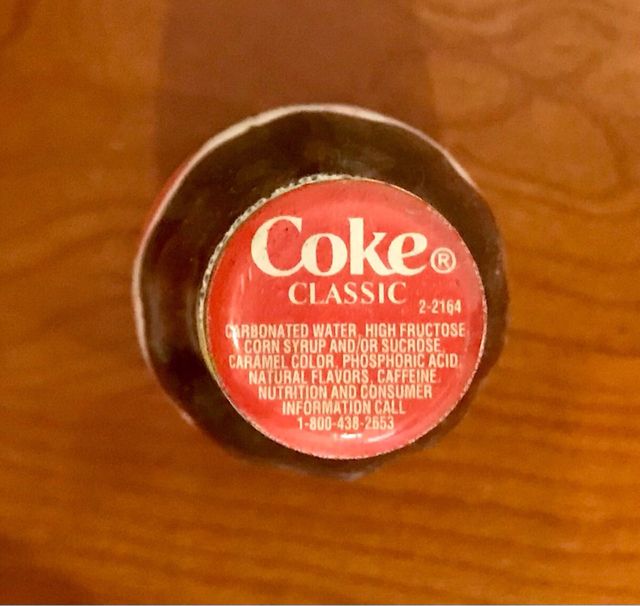 Coke®
CLASSIC
2-2164
CARBONATED WATER, HIGH FRUCTOSE
CORN SYRUP AND/OR SUCROSE,
CARAMEL COLOR, PHOSPHORIC ACID,
NATURAL FLAVORS, CAFFEINE
NUTRITION AND CONSUMER
INFORMATION CALL
1-800-438-2653